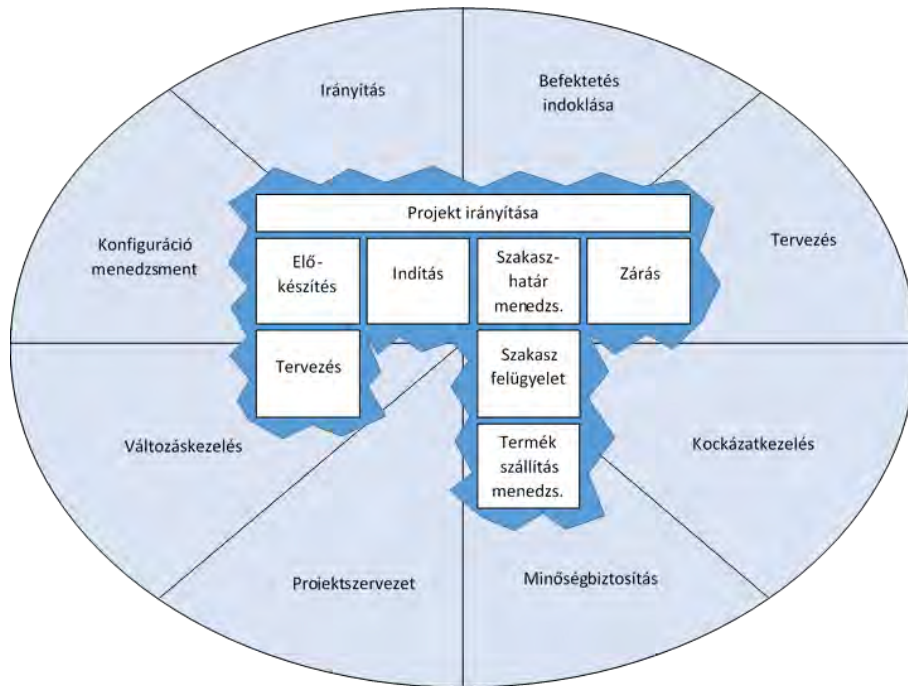 Irányítás
Befektetés
indoklása
Konfiguráció
menedzsment
Tervezés
Projekt irányítása
Elő-
készítés
Indítás
Szakasz-
határ
menedzs.
Zárás
Tervezés
Szakasz
felügyelet
Változáskezelés
Kockázatkezelés
Termék
szállítás
menedzs.
Projektszervezet
Minőségbiztosítás